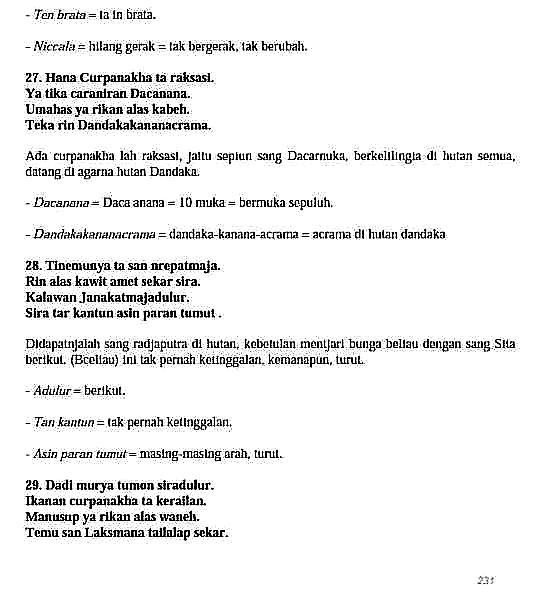 - Ten brata = ta in brata.
- Niccala = hilang gerak = tak bergerak, tak berubah.
27. Hana Curpanakha ta raksasi.
Ya tika caraniran Dacanana.
Umahas ya rikan alas kabeh.
Teka rin Dandakakananacrama.
Ada curpanakha lah raksasi, jaitu sepiun sang Dacamuka, berkelilingia di hutan semua,
datang di agama hutan Dandaka.
- Dacanana = Daca anana = 10 muka = bermuka sepuluh.
- Dandakakananacrama = dandaka-kanana-acrama = acrama di hutan dandaka
28. Tinemunya ta san nrepatmaja.
Rin alas kawit amet sekar sira.
Kalawan Janakatmajadulur.
Sira tar kantun asin paran tumut .
Didapatnjalah sang radjaputra di hutan, kebetulan mentjari bunga beliau dengan sang Sita
berikut. (Bceliau) ini tak pernah ketinggalan, kemanapun, turut.
- Adulur = berikut.
- Tan kantun = tak pernah ketinggalan.
- Asin paran tumut = masing-masing arah, turut.
29. Dadi murya tumon siradulur.
Ikanan curpanakha ta kerailan.
Manusup ya rikan alas waneh.
Temu san Laksmana tailalap sekar.
231